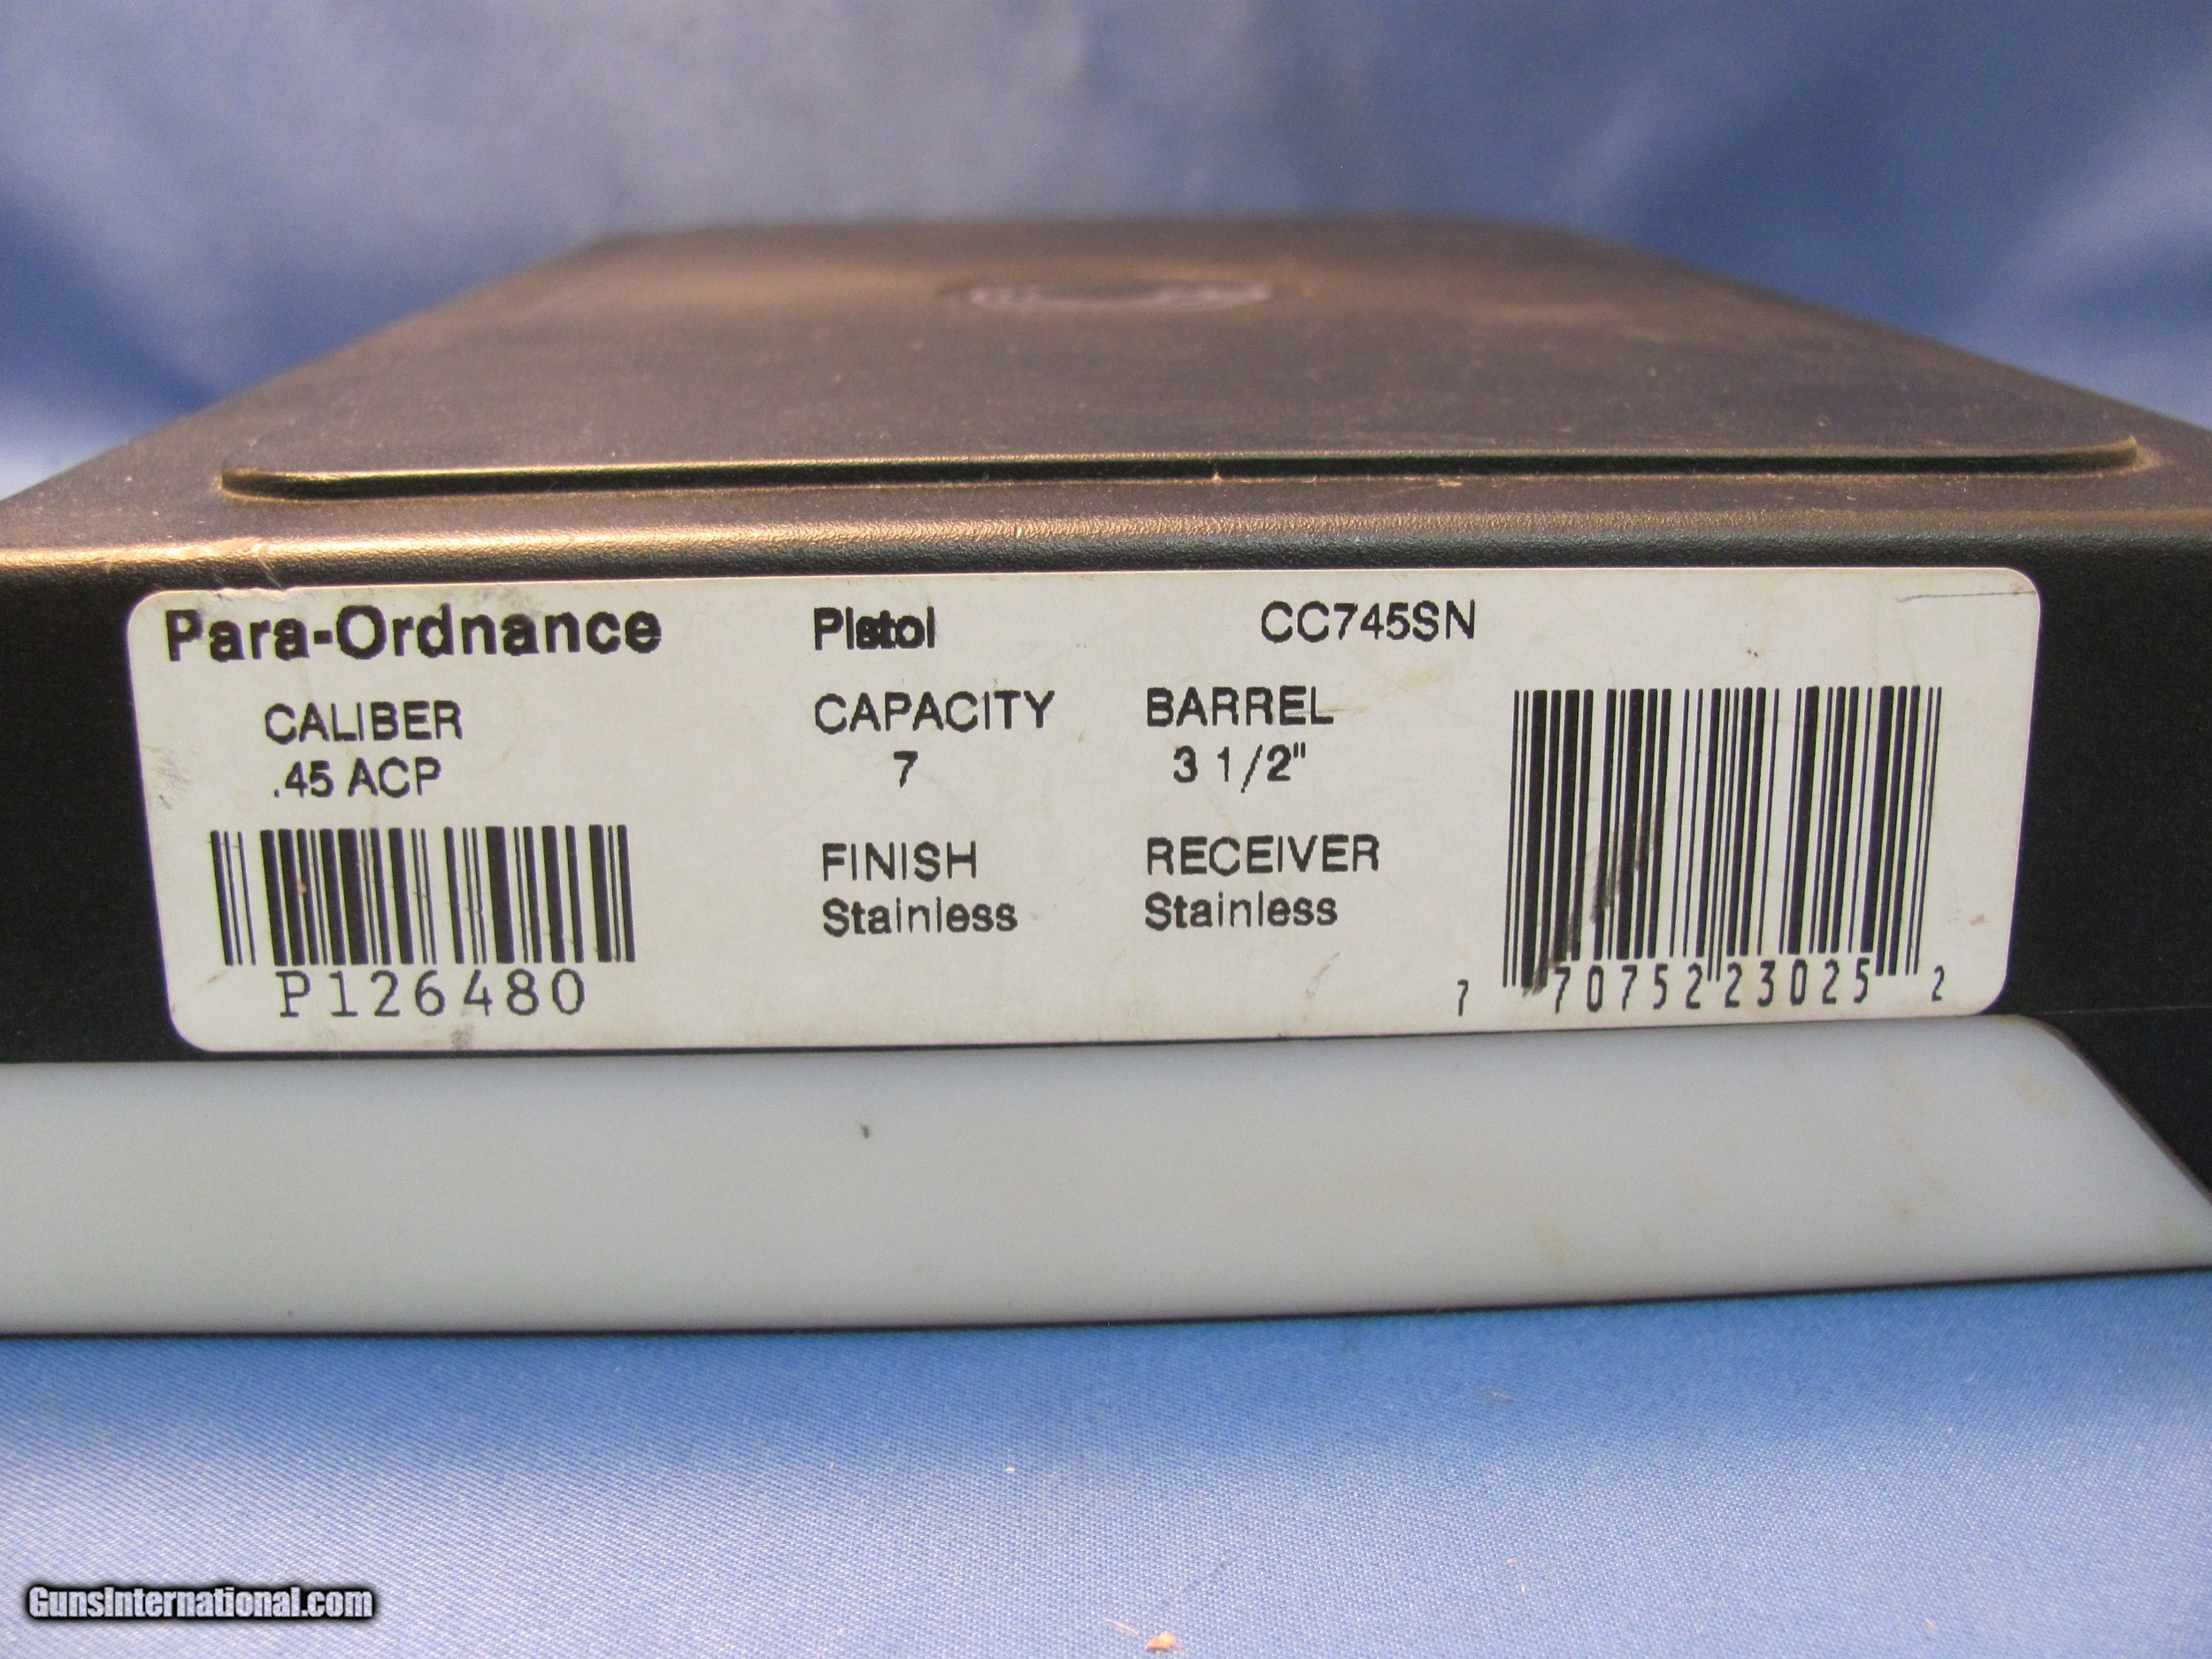 Para-Ordnance Pistol CC745SN
CALIBER CAPACITY BARREL
.45 ACP 7 3 1/2"
FINISH RECEIVER
Stainless Stainless
P126480
7 70752 23025 2
GunsInternational.com